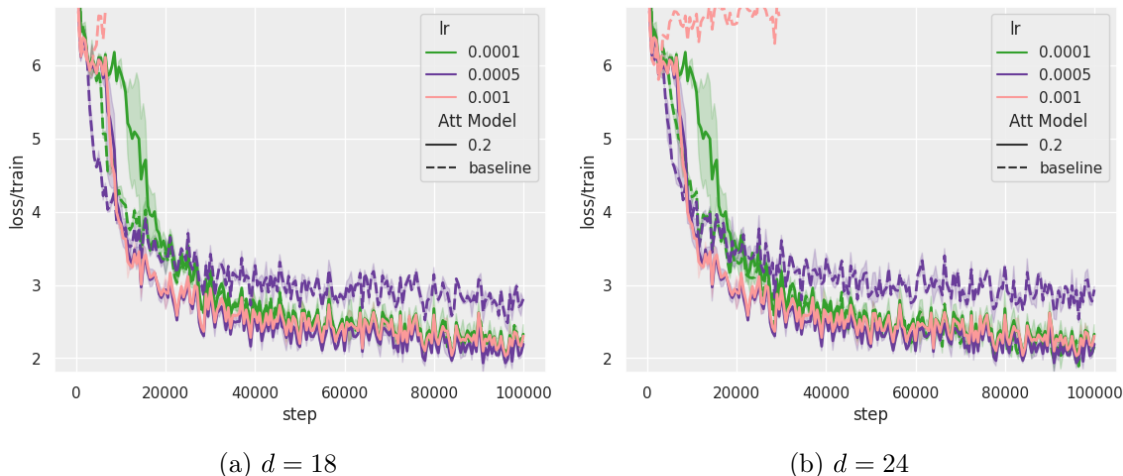 loss/train
6
5
4
3
2
0 20000 40000 60000 80000 100000
step
lr
0.0001
0.0005
0.001
Att Model
0.2
baseline
(a) d = 18
loss/train
6
5
4
3
2
0 20000 40000 60000 80000 100000
step
lr
0.0001
0.0005
0.001
Att Model
0.2
baseline
(b) d = 24